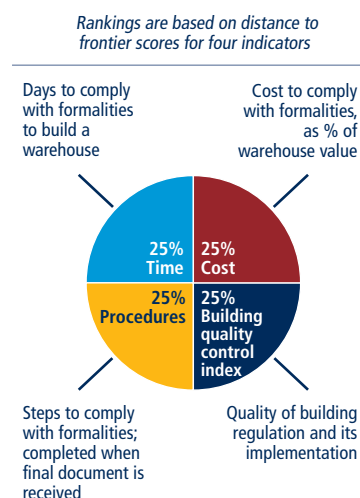 Rankings are based on distance to
frontier scores for four indicators
Days to comply
with formalities
to build a
warehouse
Cost to comply
with formalities,
as % of
warehouse value
25%
Time
25%
Cost
25%
Procedures
25%
Building
quality
control
index
Steps to comply
with formalities;
completed when
final document is
received
Quality of building
regulation and its
implementation